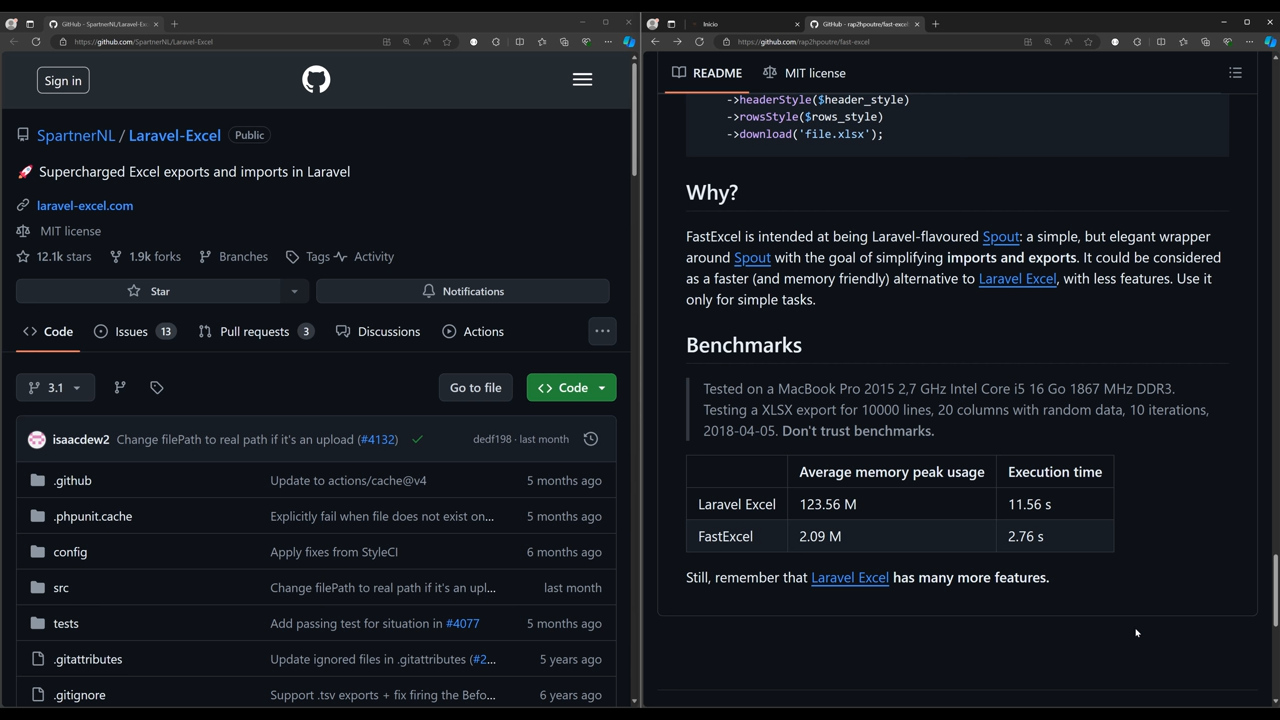 GitHub - SpartnerNL/Laravel-Exc
https://github.com/SpartnerNL/Laravel-Excel
Sign in
SpartnerNL / Laravel-Excel Public
🚀 Supercharged Excel exports and imports in Laravel
laravel-excel.com
MIT license
12.1k stars 1.9k forks Branches Tags Activity
Star Notifications
Code Issues 13 Pull requests 3 Discussions Actions
3.1 Go to file Code
isaacdew2 Change filePath to real path if it's an upload (#4132) dedf198 · last month
.github Update to actions/cache@v4 5 months ago
.phpunit.cache Explicitly fail when file does not exist on... 5 months ago
config Apply fixes from StyleCI 6 months ago
src Change filePath to real path if it's an upl... last month
tests Add passing test for situation in #4077 5 months ago
.gitattributes Update ignored files in .gitattributes (#2... 5 years ago
.gitignore Support .tsv exports + fix firing the Befo... 6 years ago
Inicio
GitHub - rap2hpoutre/fast-excel
https://github.com/rap2hpoutre/fast-excel
README MIT license
->headerStyle($header_style)
->rowsStyle($rows_style)
->download('file.xlsx');
Why?
FastExcel is intended at being Laravel-flavoured Spout: a simple, but elegant wrapper
around Spout with the goal of simplifying imports and exports. It could be considered
as a faster (and memory friendly) alternative to Laravel Excel, with less features. Use it
only for simple tasks.
Benchmarks
Tested on a MacBook Pro 2015 2,7 GHz Intel Core i5 16 Go 1867 MHz DDR3.
Testing a XLSX export for 10000 lines, 20 columns with random data, 10 iterations,
2018-04-05. Don't trust benchmarks.
Average memory peak usage Execution time
Laravel Excel 123.56 M 11.56 s
FastExcel 2.09 M 2.76 s
Still, remember that Laravel Excel has many more features.